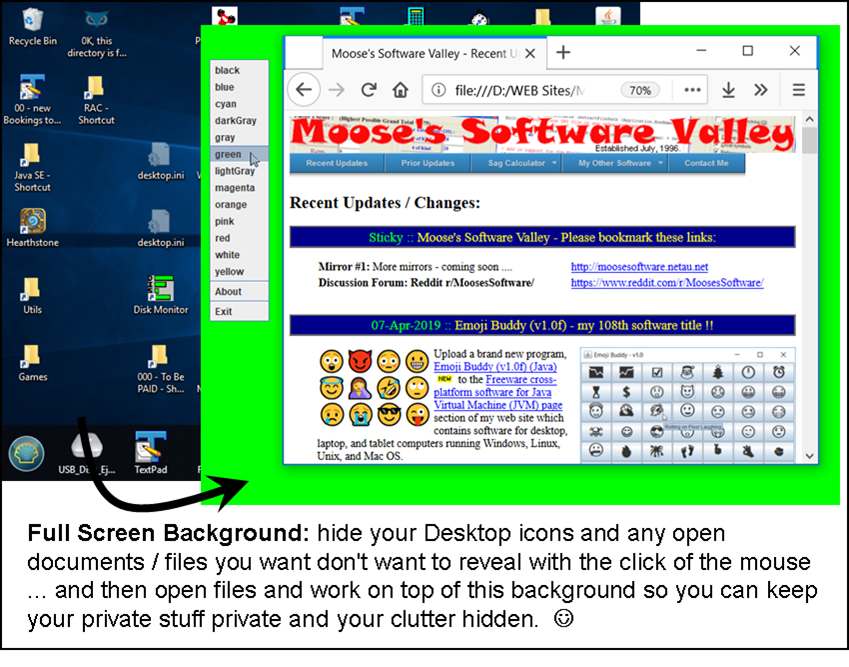 Recycle Bin
OK, this
directory is f...
00 - new
Bookings to...
RAC -
Shortcut
Java SE -
Shortcut
desktop.ini
Hearthstone
desktop.ini
Utils
Disk Monitor
Games
000 - To Be
PAID - Sh...
USB_Di Ej...
TextPad
black
blue
cyan
darkGray
gray
green
lightGray
magenta
orange
pink
red
white
yellow
About
Exit
Moose's Software Valley - Recent U
file:///D:/WEB Sites/M
70%
Moose's Software Valley
Established July, 1996.
Recent Updates
Prior Updates
Sag Calculator
My Other Software
Contact Me
Recent Updates / Changes:
Sticky :: Moose's Software Valley - Please bookmark these links:
Mirror #1: More mirrors - coming soon .... http://moosesoftware.netau.net
Discussion Forum: Reddit r/MoosesSoftware/ https://www.reddit.com/r/MoosesSoftware/
07-Apr-2019 :: Emoji Buddy (v1.0f) - my 108th software title !!
Upload a brand new program,
Emoji Buddy (v1.0f) (Java)
NEW to the Freeware cross-
platform software for Java
Virtual Machine (JVM) page
section of my web site which
contains software for desktop,
laptop, and tablet computers running Windows, Linux,
Unix, and Mac OS.
Emoji Buddy - v1.0
Rolling on Floor Laughing
Full Screen Background: hide your Desktop icons and any open
documents / files you want don't want to reveal with the click of the mouse
... and then open files and work on top of this background so you can keep
your private stuff private and your clutter hidden. ☺